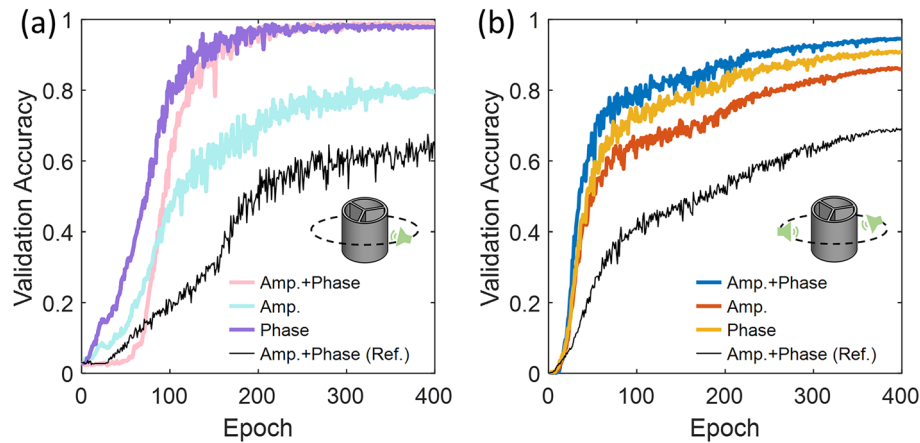 (a)
Validation Accuracy
1
0.8
0.6
0.4
0.2
0
0 100 200 300 400
Epoch
Amp.+Phase
Amp.
Phase
Amp.+Phase (Ref.)
(b)
Validation Accuracy
1
0.8
0.6
0.4
0.2
0
0 100 200 300 400
Epoch
Amp.+Phase
Amp.
Phase
Amp.+Phase (Ref.)